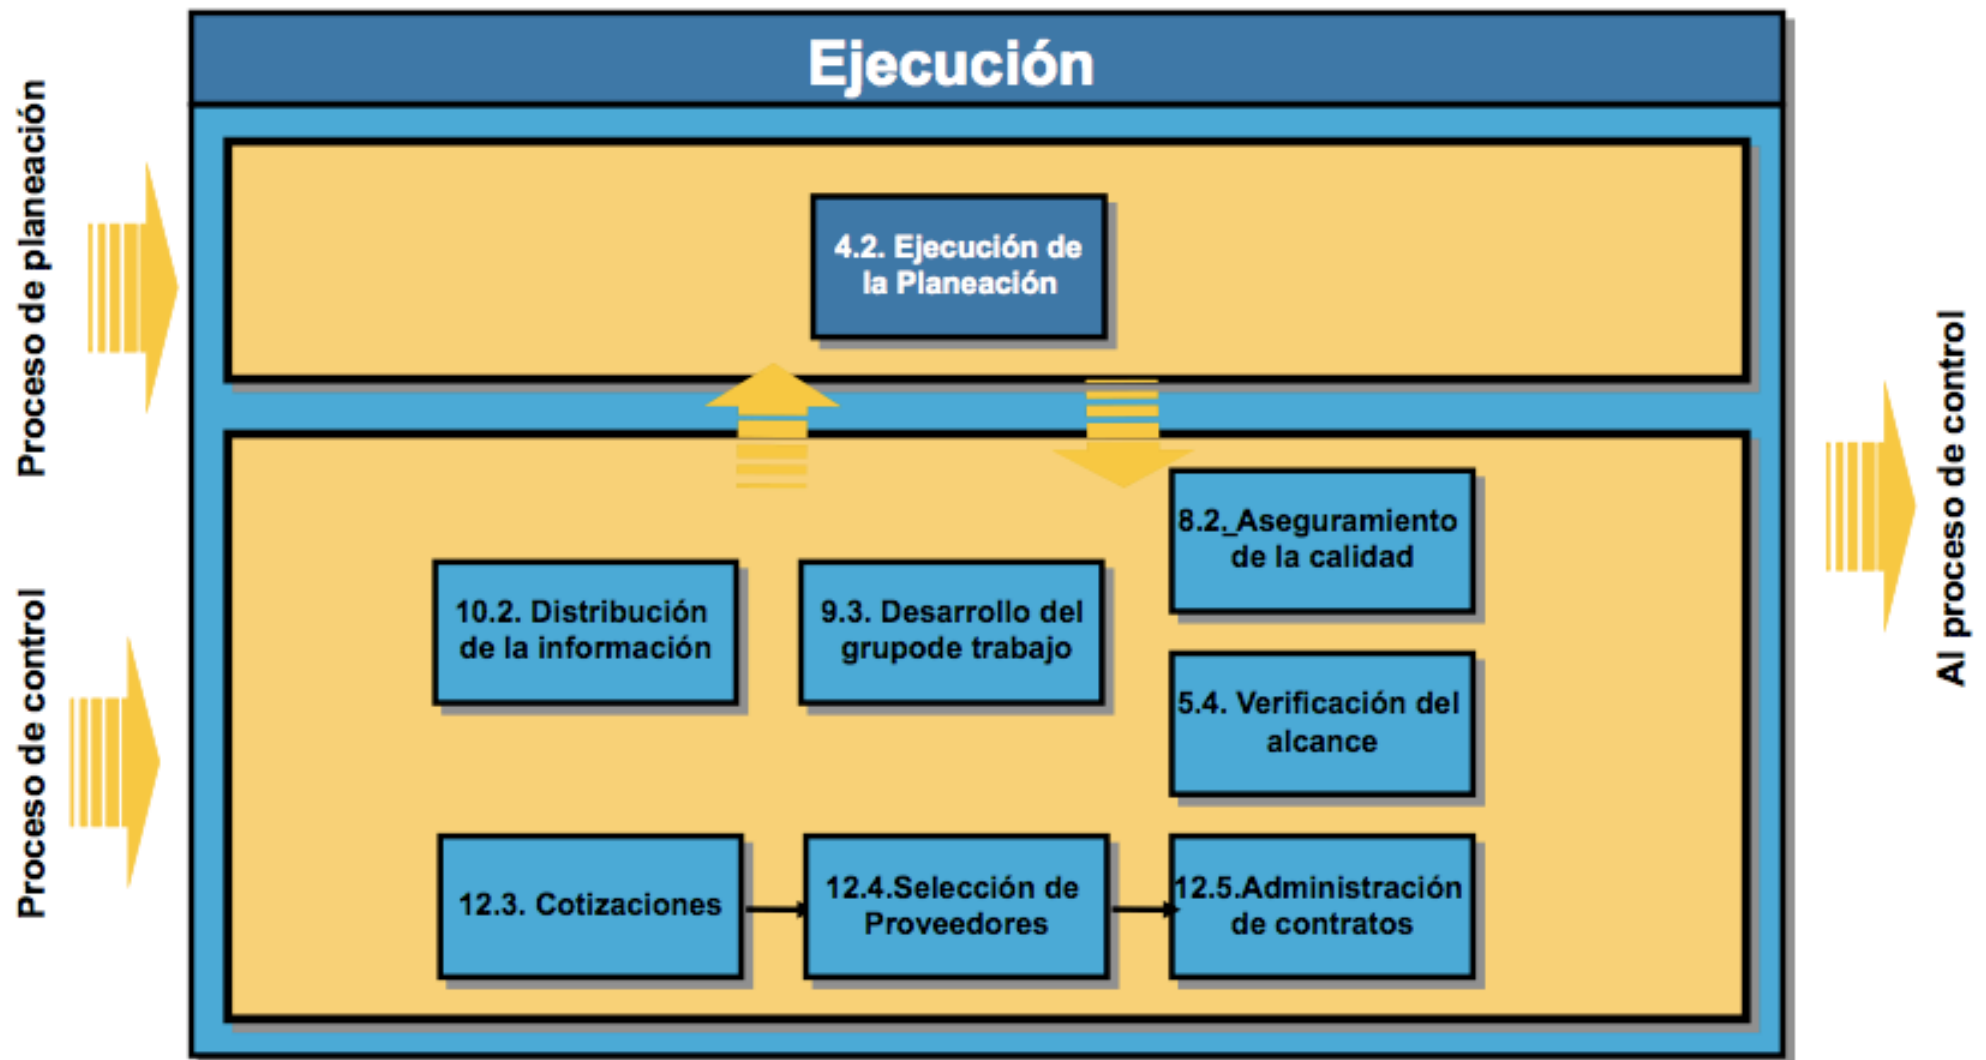 Ejecución
Proceso de planeación
4.2. Ejecución de
la Planeación
Al proceso de control
Proceso de control
8.2._Aseguramiento
de la calidad
10.2. Distribución
de la información
9.3. Desarrollo del
grupode trabajo
5.4. Verificación del
alcance
12.3. Cotizaciones
12.4.Selección de
Proveedores
12.5.Administración
de contratos